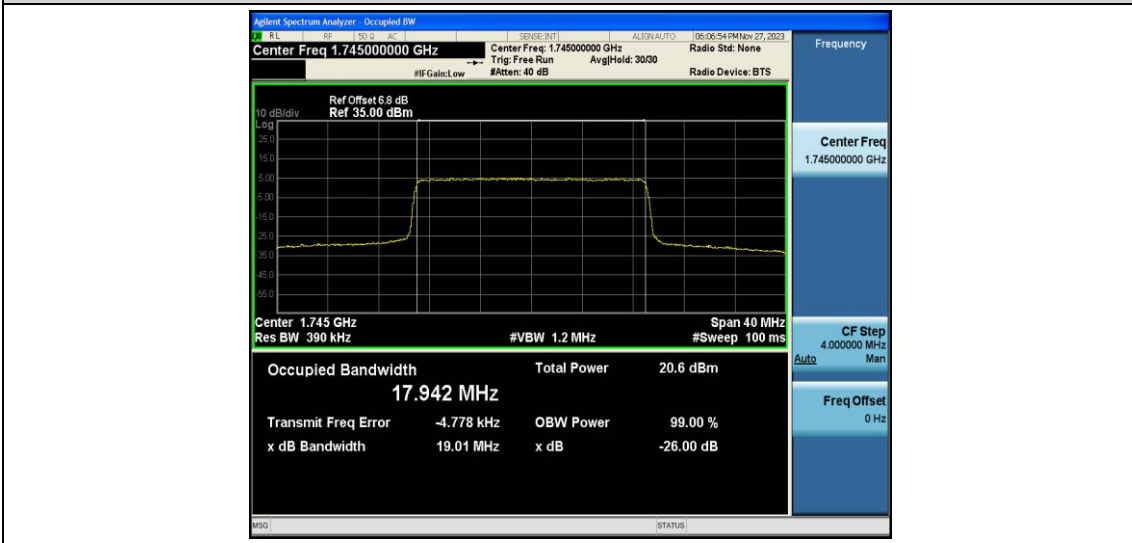 Agilent Spectrum Analyzer - Occupied BW
RL RF 50 Ω AC SENSE:INT ALIGNAUTO 06:06:54 PM Nov 27, 2023
Center Freq 1.745000000 GHz
Center Freq: 1.745000000 GHz
Radio Std: None
Trig: Free Run Avg|Hold: 30/30
#IFGain:Low
#Atten: 40 dB
Radio Device: BTS
Ref Offset 6.8 dB
10 dB/div Ref 35.00 dBm
Log
25.0
15.0
5.00
-5.00
-15.0
-25.0
-35.0
-45.0
-55.0
Center 1.745 GHz Span 40 MHz
Res BW 390 kHz #VBW 1.2 MHz #Sweep 100 ms
Occupied Bandwidth Total Power 20.6 dBm
17.942 MHz
Transmit Freq Error -4.778 kHz OBW Power 99.00 %
x dB Bandwidth 19.01 MHz x dB -26.00 dB
Frequency
Center Freq
1.745000000 GHz
CF Step
4.000000 MHz
Auto Man
Freq Offset
0 Hz
MSG STATUS